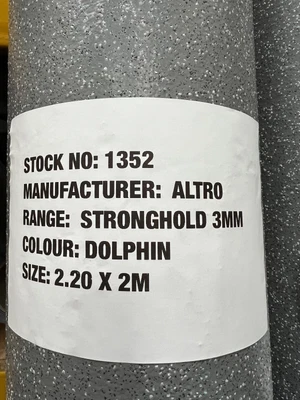 STOCK NO: 1352
MANUFACTURER: ALTRO
RANGE: STRONGHOLD 3MM
COLOUR: DOLPHIN
SIZE: 2.20 X 2M